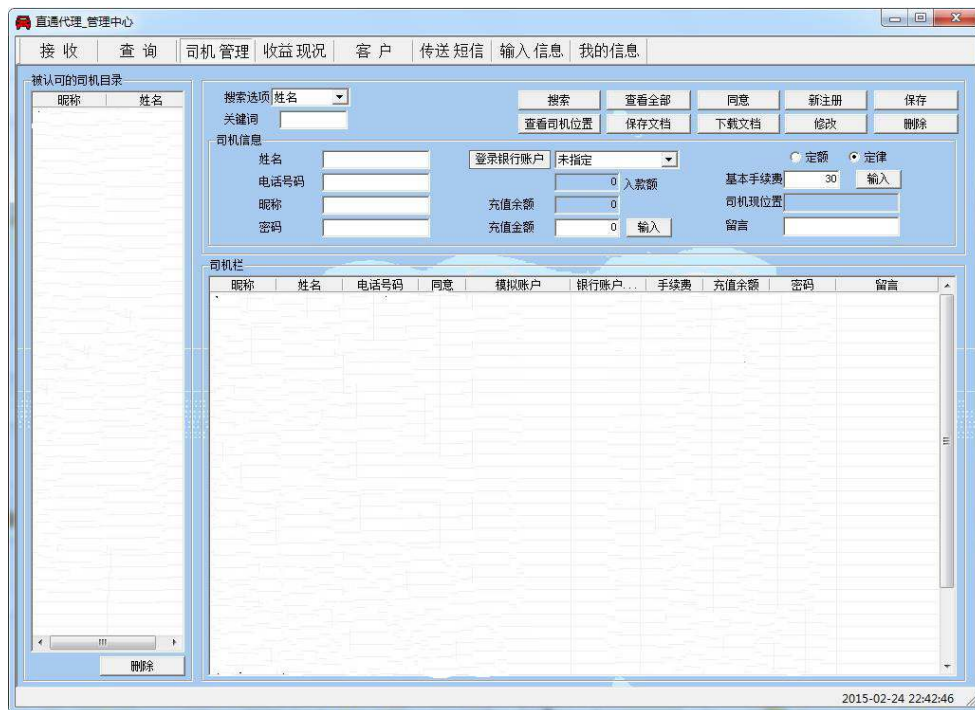 直通代理_管理中心
接 收 查 询 司机 管理 收益 现况 客 户 传送 短信 输入 信息 我的信息
被认可的司机目录
昵称 姓名
删除
搜索选项 姓名
关键词
搜索 查看全部 同意 新注册 保存
查看司机位置 保存文档 下载文档 修改 删除
司机信息
姓名 登录银行账户 未指定 定额 定律
电话号码 0 入款额 基本手续费 30 输入
昵称 充值余额 0 司机现位置
密码 充值金额 0 输入 留言
司机栏
昵称 姓名 电话号码 同意 模拟账户 银行账户... 手续费 充值余额 密码 留言
2015-02-24 22:42:46